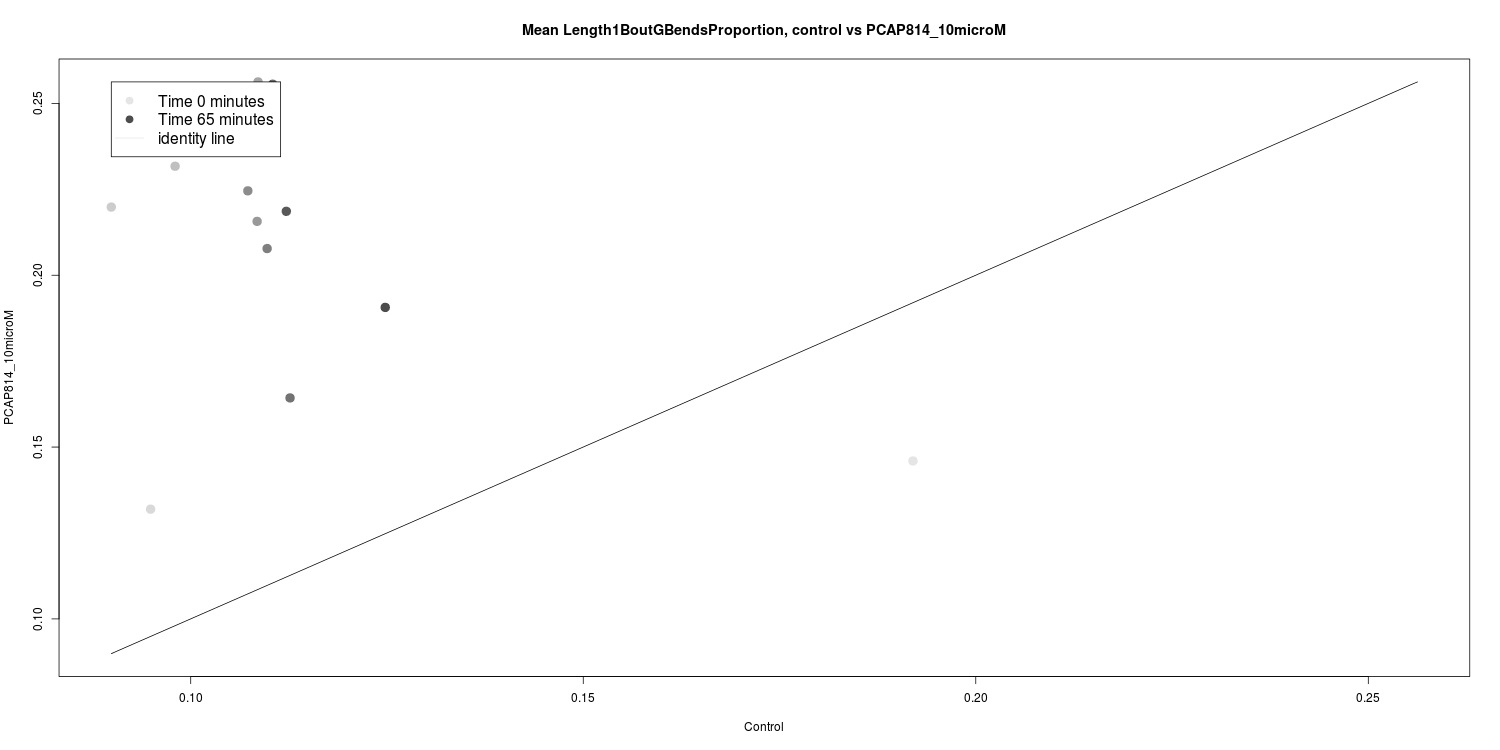 Mean Length1BoutGBendsProportion, control vs PCAP814_10microM
Time 0 minutes
Time 65 minutes
identity line
0.25
0.20
0.15
0.10
PCAP814_10microM
0.10 0.15 0.20 0.25
Control